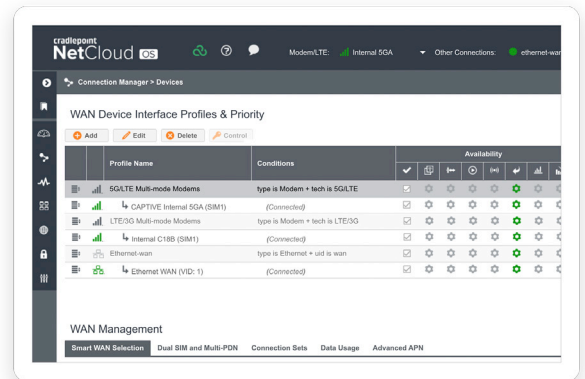 cradlepoint
NetCloud OS
Modem/LTE: Internal 5GA Other Connections: ethernet-wan
Connection Manager > Devices
WAN Device Interface Profiles & Priority
Add Edit Delete Control
Profile Name Conditions Availability
5G/LTE Multi-mode Modems type is Modem + tech is 5G/LTE
CAPTIVE Internal 5GA (SIM1) (Connected)
LTE/3G Multi-mode Modems type is Modem + tech is LTE/3G
Internal C18B (SIM1) (Connected)
Ethernet-wan type is Ethernet + uid is wan
Ethernet WAN (VID: 1) (Connected)
WAN Management
Smart WAN Selection Dual SIM and Multi-PDN Connection Sets Data Usage Advanced APN